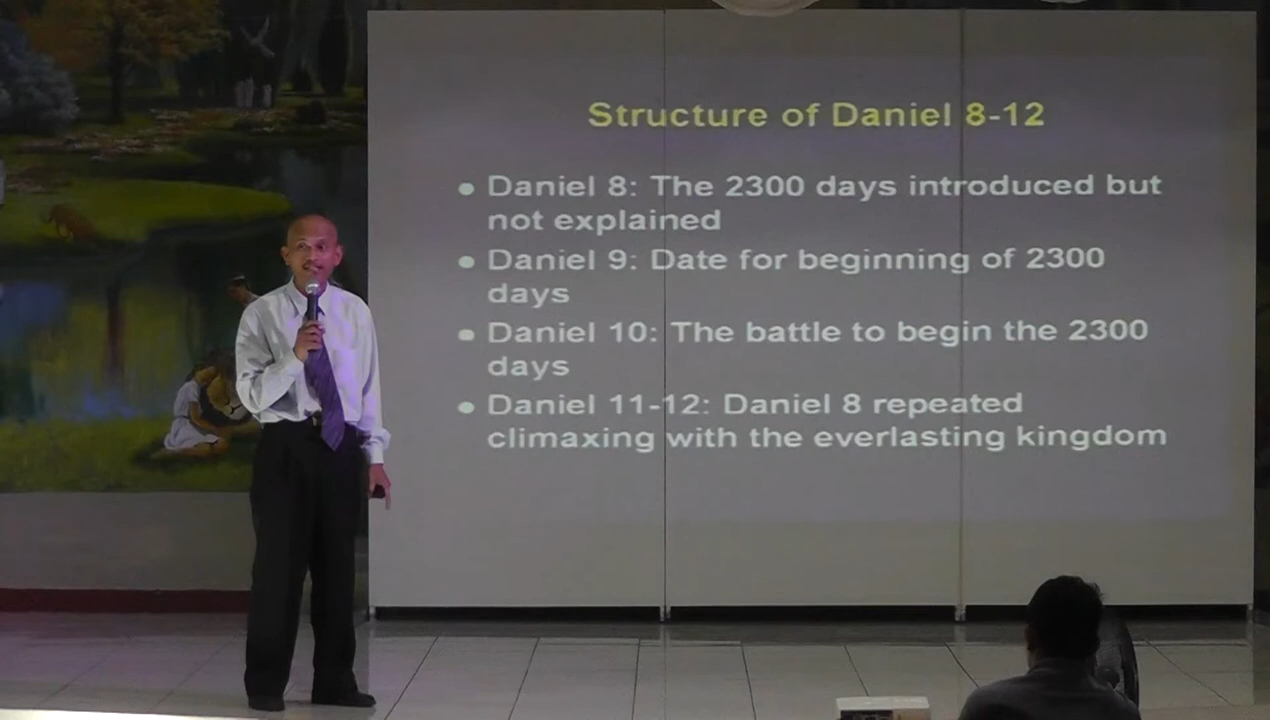 Structure of Daniel 8-12
• Daniel 8: The 2300 days introduced but
not explained
• Daniel 9: Date for beginning of 2300
days
• Daniel 10: The battle to begin the 2300
days
• Daniel 11-12: Daniel 8 repeated
climaxing with the everlasting kingdom